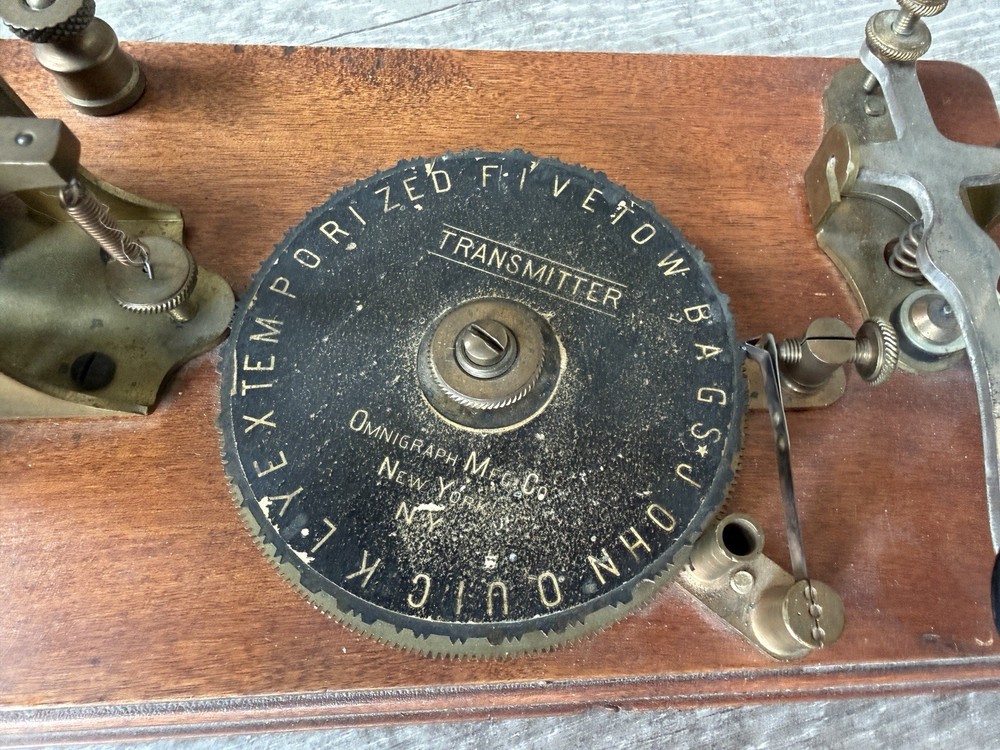 ★ JOHN QUICKLY EXTEMPORIZED FIVE TOW BAGS
TRANSMITTER
OMNIGRAPH MFG. CO.
NEW YORK
N.Y.